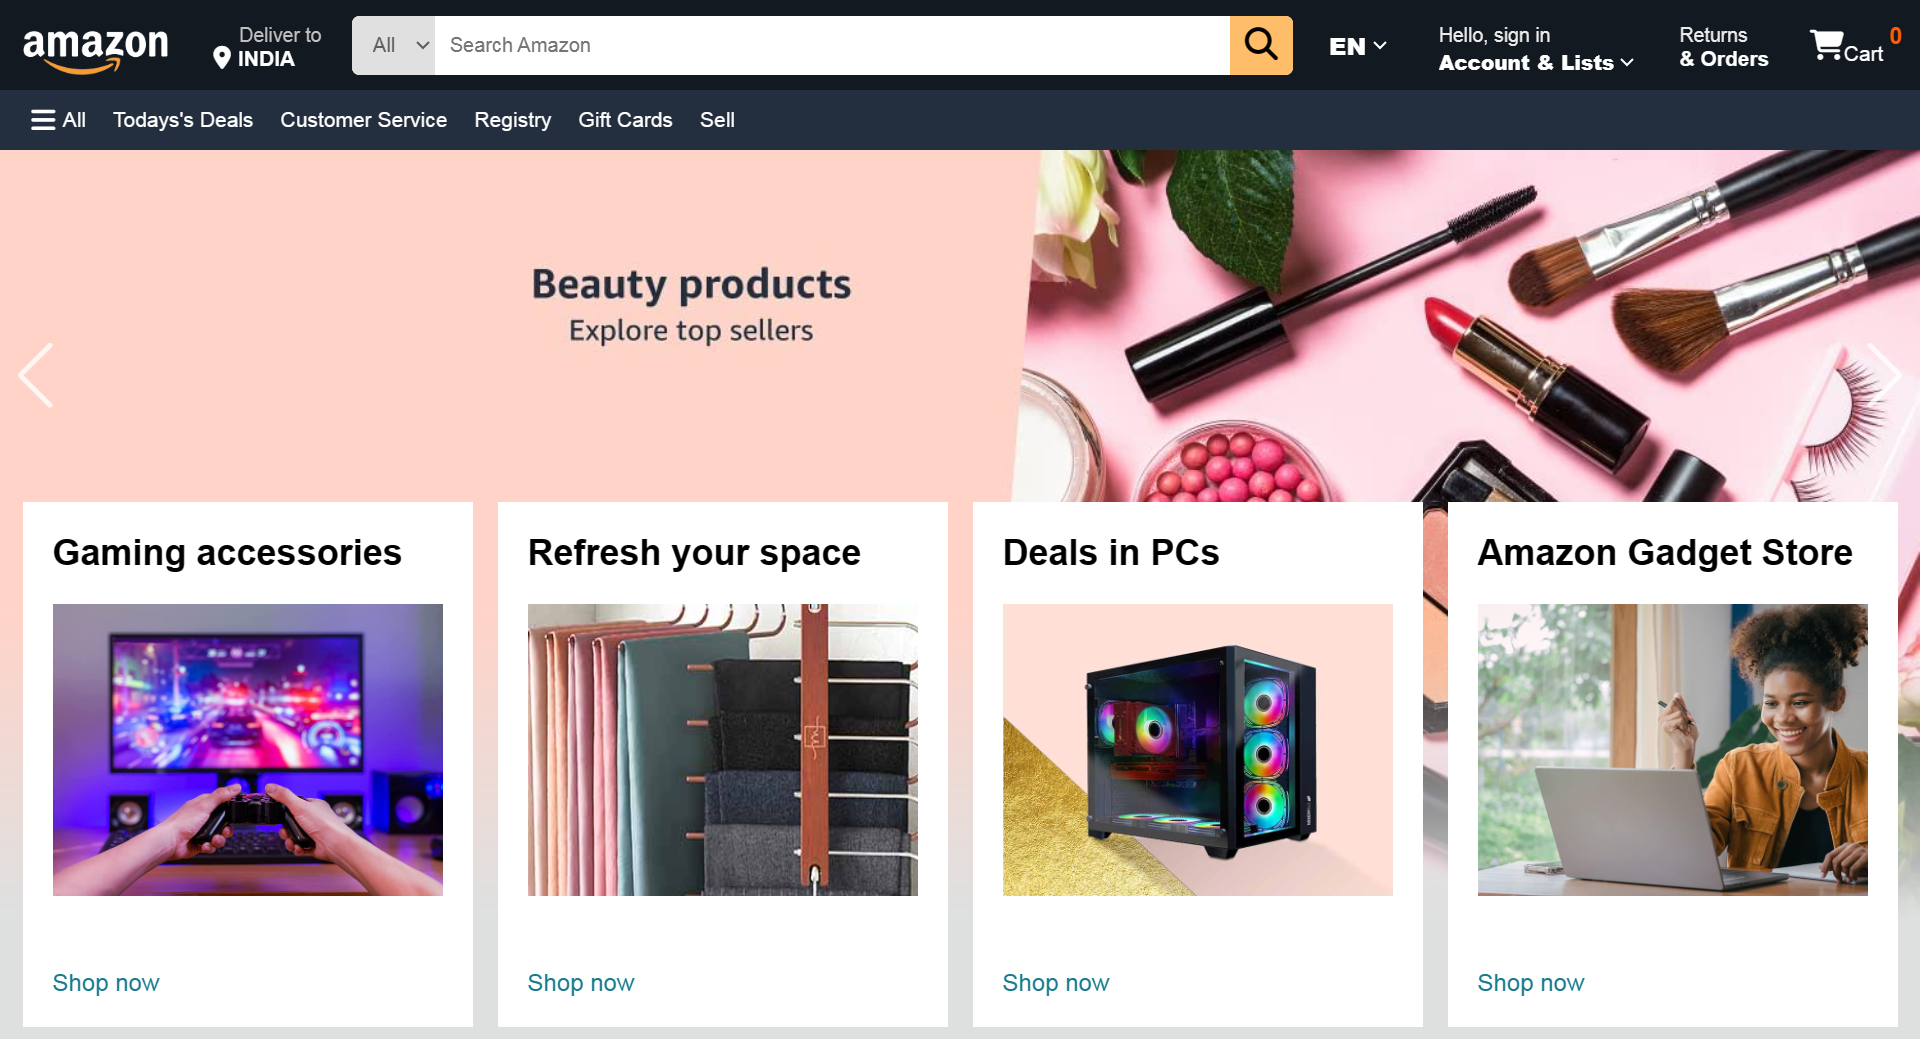 amazon
Deliver to
INDIA
All
Search Amazon
EN
Hello, sign in
Account & Lists
Returns
& Orders
0
Cart
All Todays's Deals Customer Service Registry Gift Cards Sell
Beauty products
Explore top sellers
Gaming accessories
Refresh your space
Deals in PCs
Amazon Gadget Store
Shop now
Shop now
Shop now
Shop now